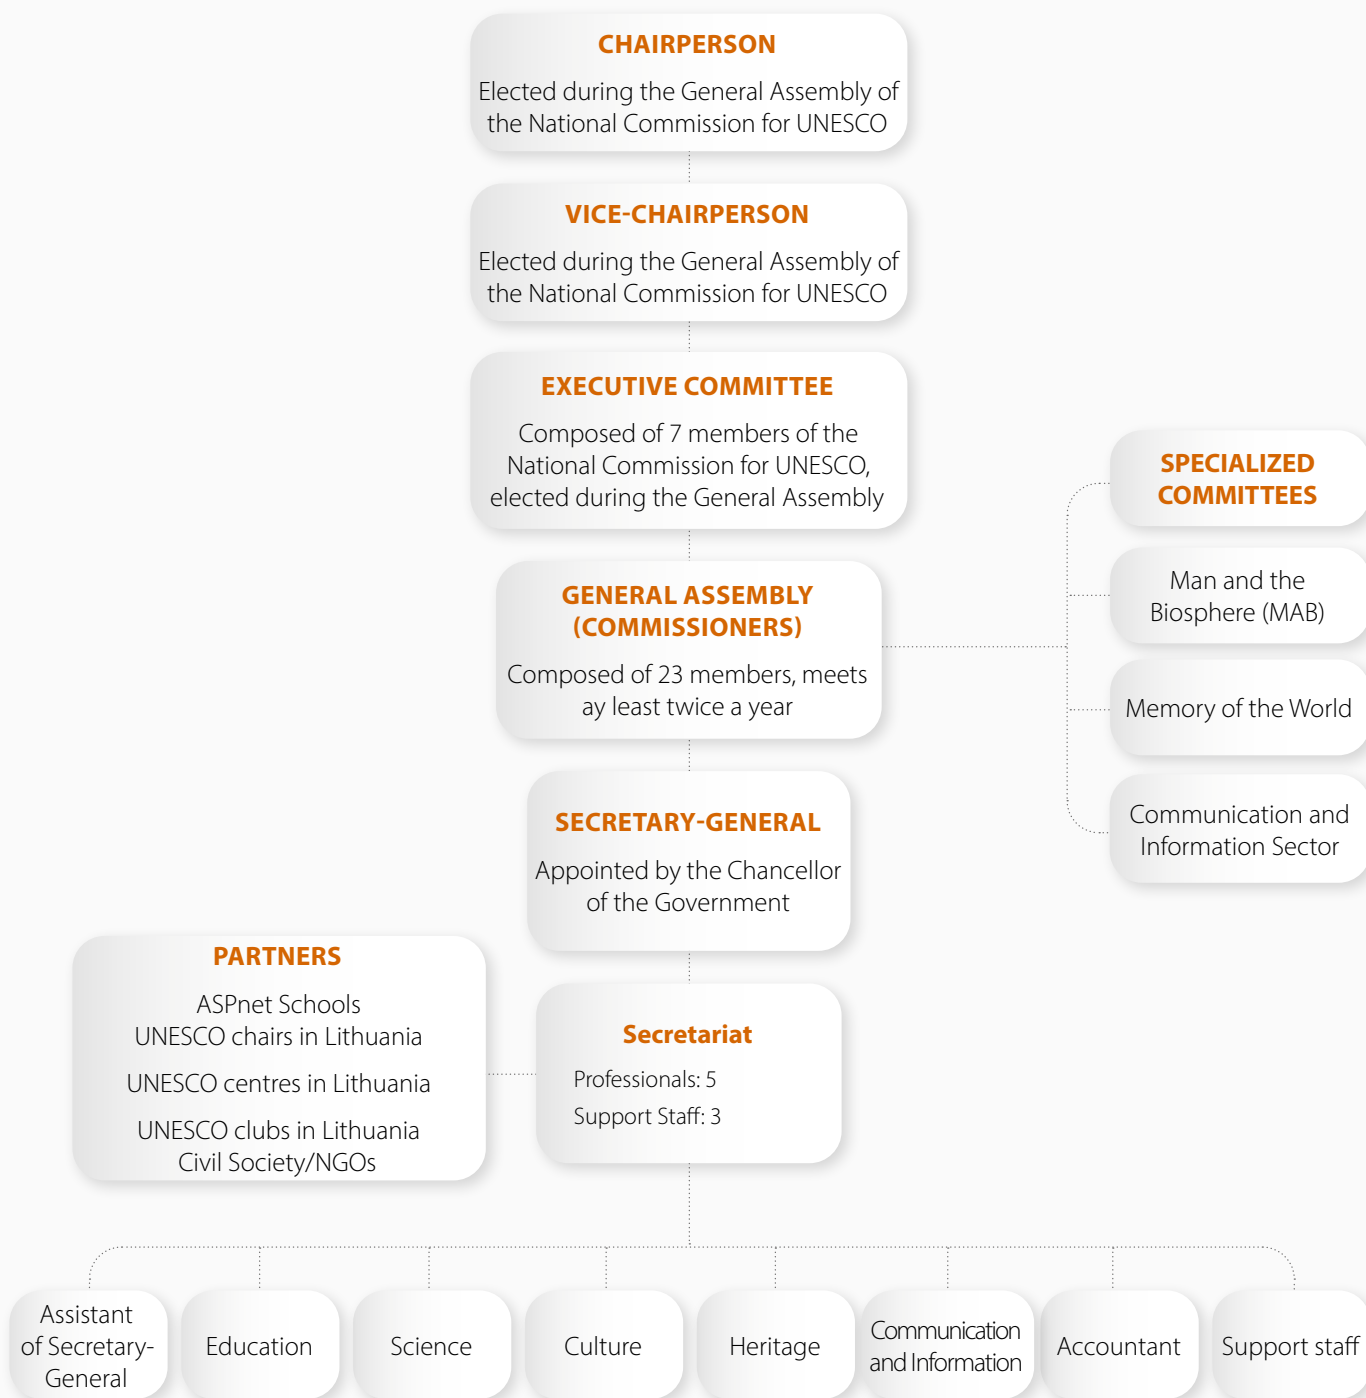 CHAIRPERSON
Elected during the General Assembly of
the National Commission for UNESCO
VICE-CHAIRPERSON
Elected during the General Assembly of
the National Commission for UNESCO
EXECUTIVE COMMITTEE
Composed of 7 members of the
National Commission for UNESCO,
elected during the General Assembly
SPECIALIZED
COMMITTEES
Man and the
Biosphere (MAB)
Memory of the World
Communication and
Information Sector
GENERAL ASSEMBLY
(COMMISSIONERS)
Composed of 23 members, meets
ay least twice a year
SECRETARY-GENERAL
Appointed by the Chancellor
of the Government
PARTNERS
ASPnet Schools
UNESCO chairs in Lithuania
UNESCO centres in Lithuania
UNESCO clubs in Lithuania
Civil Society/NGOs
Secretariat
Professionals: 5
Support Staff: 3
Assistant
of Secretary-
General
Education
Science
Culture
Heritage
Communication
and Information
Accountant
Support staff